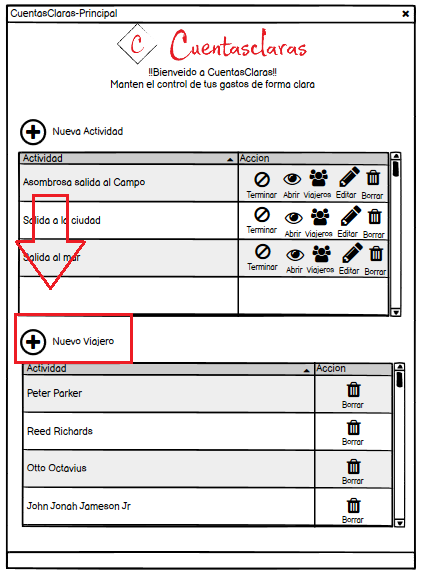 CuentasClaras-Principal
C Cuentasclaras
!!Bienveido a CuentasClaras!!
Manten el control de tus gastos de forma clara
Nueva Actividad
Actividad Accion
Asombrosa salida al Campo Terminar Abrir Viajeros Editar Borrar
Salida a la ciudad Terminar Abrir Viajeros Editar Borrar
Salida al mar Terminar Abrir Viajeros Editar Borrar
Nuevo Viajero
Actividad Accion
Peter Parker Borrar
Reed Richards Borrar
Otto Octavius Borrar
John Jonah Jameson Jr Borrar